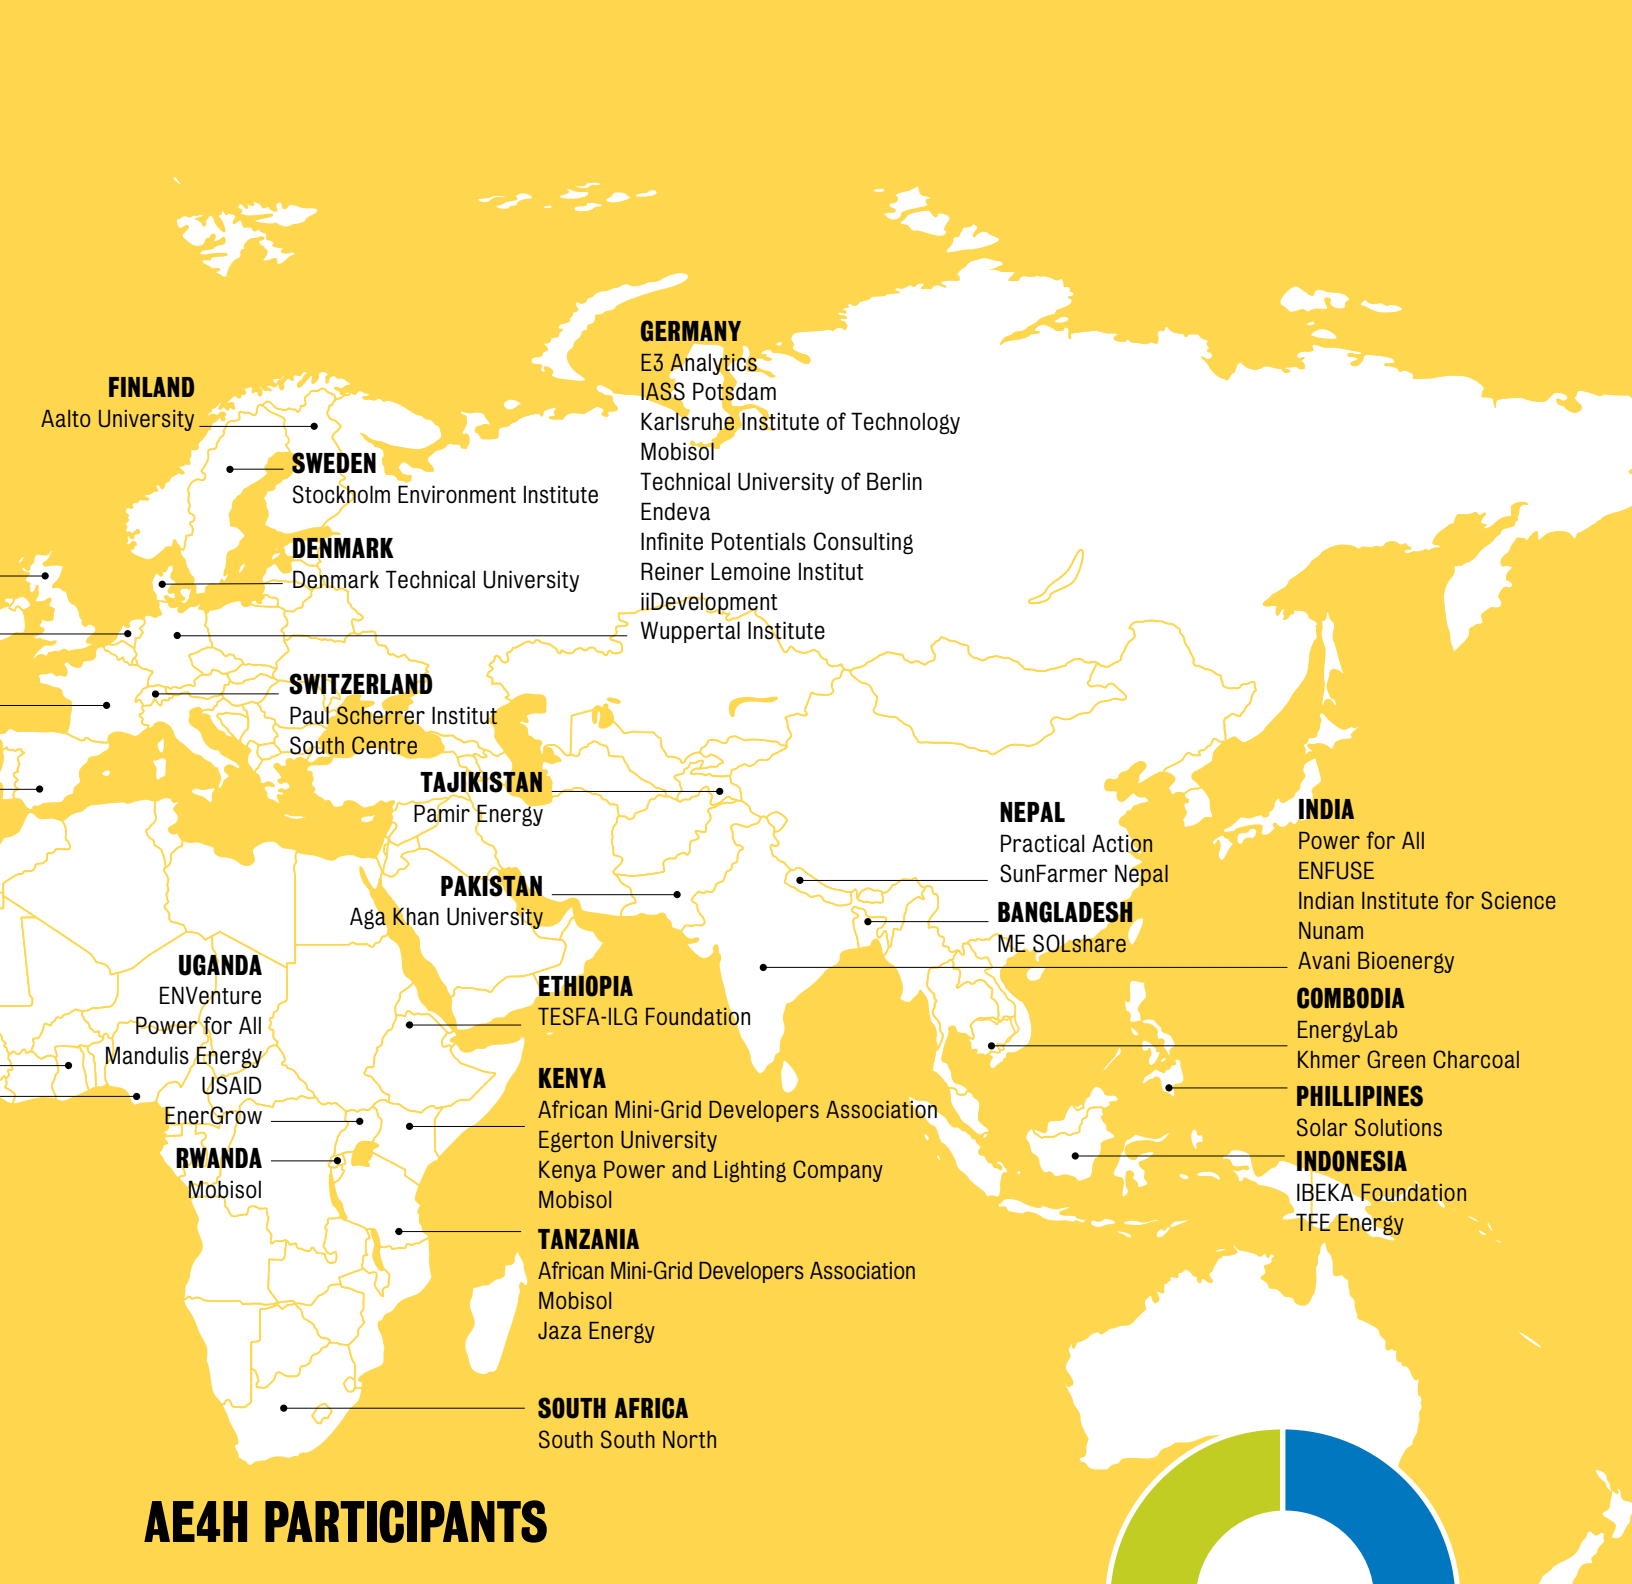 FINLAND
Aalto University
SWEDEN
Stockholm Environment Institute
DENMARK
Denmark Technical University
GERMANY
E3 Analytics
IASS Potsdam
Karlsruhe Institute of Technology
Mobisol
Technical University of Berlin
Endeva
Infinite Potentials Consulting
Reiner Lemoine Institut
iiDevelopment
Wuppertal Institute
SWITZERLAND
Paul Scherrer Institut
South Centre
TAJIKISTAN
Pamir Energy
PAKISTAN
Aga Khan University
NEPAL
Practical Action
SunFarmer Nepal
BANGLADESH
ME SOLshare
INDIA
Power for All
ENFUSE
Indian Institute for Science
Nunam
Avani Bioenergy
COMBODIA
EnergyLab
Khmer Green Charcoal
PHILLIPINES
Solar Solutions
INDONESIA
IBEKA Foundation
TFE Energy
UGANDA
ENVenture
Power for All
Mandulis Energy
USAID
EnerGrow
RWANDA
Mobisol
ETHIOPIA
TESFA-ILG Foundation
KENYA
African Mini-Grid Developers Association
Egerton University
Kenya Power and Lighting Company
Mobisol
TANZANIA
African Mini-Grid Developers Association
Mobisol
Jaza Energy
SOUTH AFRICA
South South North
AE4H PARTICIPANTS